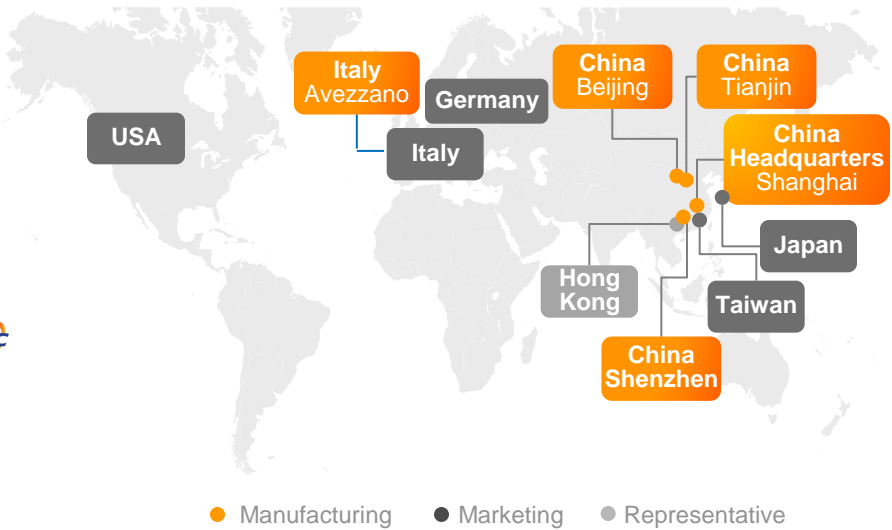 Italy
Avezzano
China
Beijing
China
Tianjin
Germany
USA
Italy
China
Headquarters
Shanghai
Japan
Hong
Kong
Taiwan
China
Shenzhen
Manufacturing
Marketing
Representative